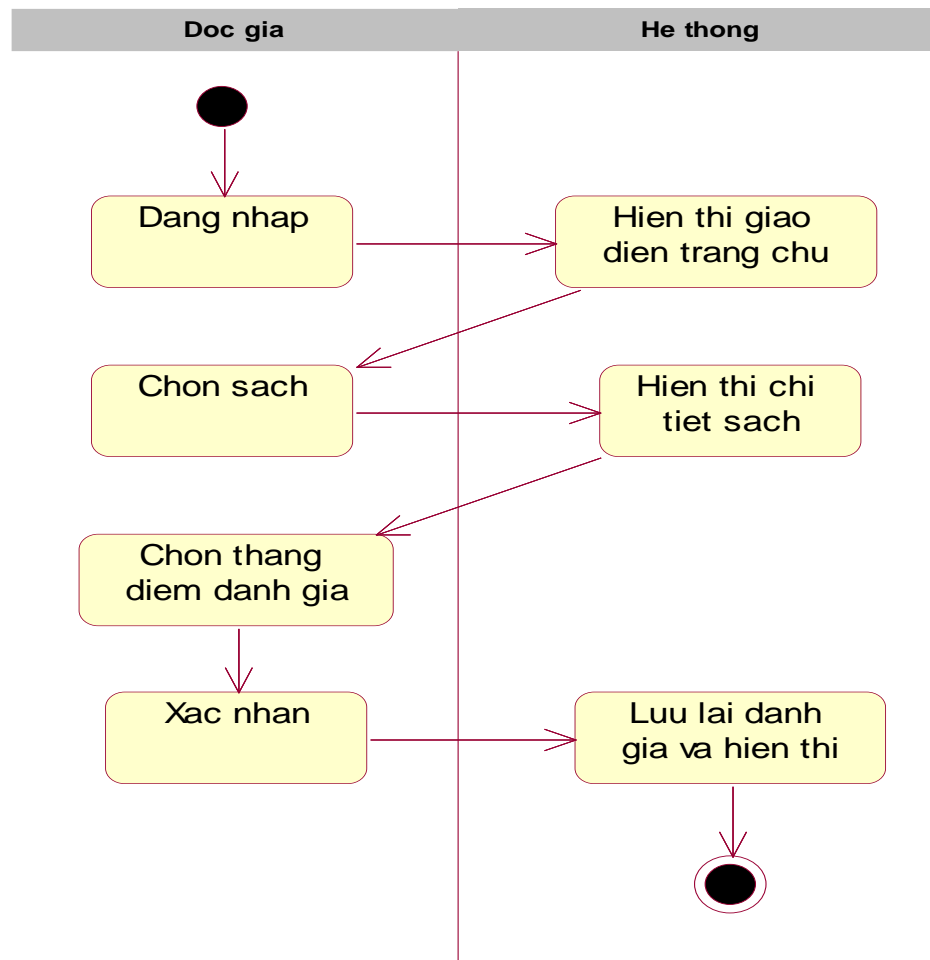 Doc gia
He thong
Dang nhap
Hien thi giao
dien trang chu
Chon sach
Hien thi chi
tiet sach
Chon thang
diem danh gia
Xac nhan
Luu lai danh
gia va hien thi